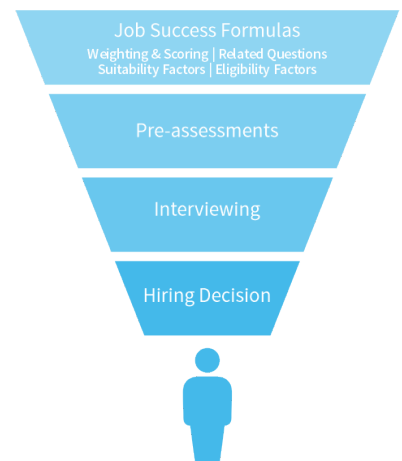 Job Success Formulas
Weighting & Scoring | Related Questions
Suitability Factors | Eligibility Factors
Pre-assessments
Interviewing
Hiring Decision